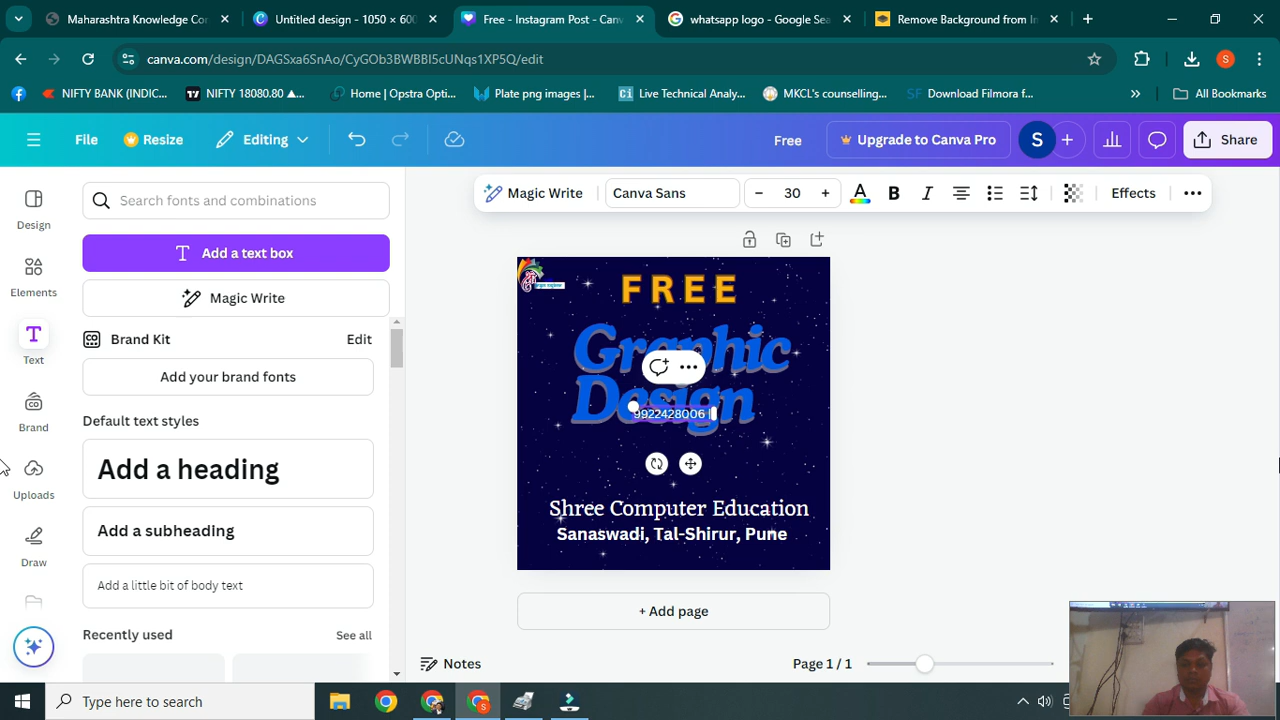 Maharashtra Knowledge Cor
Untitled design - 1050 × 600
Free - Instagram Post - Canv
whatsapp logo - Google Sea
Remove Background from Im
canva.com/design/DAGSxa6SnAo/CyGOb3BWBBI5cUNqs1XP5Q/edit
S
NIFTY BANK (INDIC...
NIFTY 18080.80 ▲...
Home | Opstra Opti...
Plate png images |...
Ci Live Technical Analy...
MKCL's counselling...
SF Download Filmora f...
All Bookmarks
File
Resize
Editing
Free
Upgrade to Canva Pro
S
Share
Design
Elements
Text
Brand
Uploads
Draw
Search fonts and combinations
Add a text box
Magic Write
Brand Kit
Edit
Add your brand fonts
Default text styles
Add a heading
Add a subheading
Add a little bit of body text
Recently used
See all
Magic Write
Canva Sans
30
A
B
I
Effects
FREE
Graphic
Design
9922428006
Shree Computer Education
Sanaswadi, Tal-Shirur, Pune
+ Add page
Notes
Page 1 / 1
Type here to search